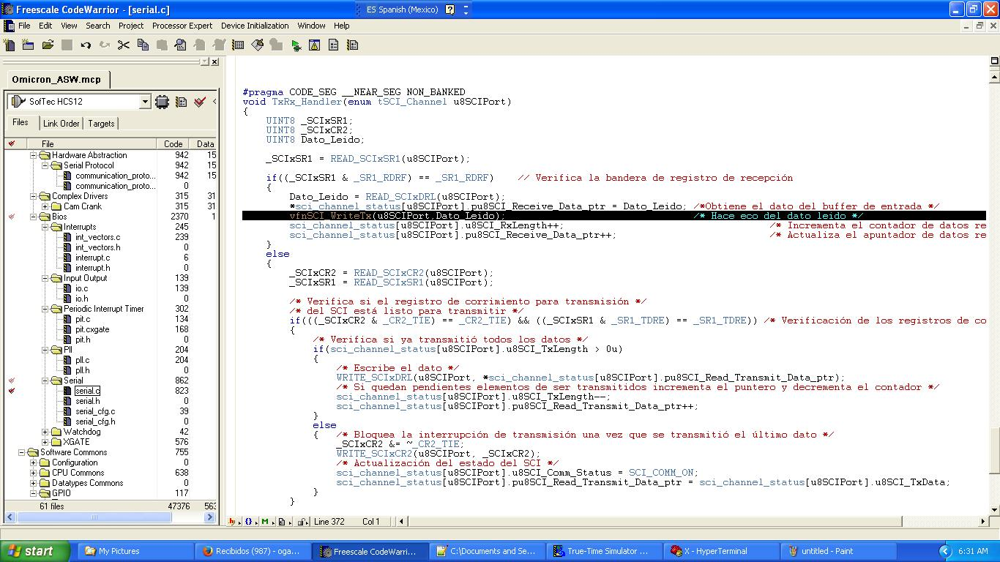 Freescale CodeWarrior - [serial.c]
ES Spanish (Mexico)
File Edit View Search Project Processor Expert Device Initialization Window Help
Omicron_ASW.mcp
SofTec HCS12
Files Link Order Targets
File Code Data
Hardware Abstraction 942 15
Serial Protocol 942 15
communication_proto... 942 15
communication_proto... 0
Complex Drivers 315 31
Cam Crank 315 31
Bios 2370 1
Interrupts 245
int_vectors.c 239
int_vectors.h 0
interrupt.c 6
interrupt.h 0
Input Output 139
io.c 139
io.h 0
Periodic Interrupt Timer 302
pit.c 134
pit.cxgate 168
pit.h 0
Pll 204
pll.c 204
pll.h 0
Serial 862
serial.c 823
serial.h 0
serial_cfg.c 39
serial_cfg.h 0
Watchdog 42
XGATE 576
Software Commons 755
Configuration 0
CPU Commons 638
Datatypes Commons 0
GPIO 117
61 files 47376 563
#pragma CODE_SEG __NEAR_SEG NON_BANKED
void TxRx_Handler(enum tSCI_Channel u8SCIPort)
{
UINT8 _SCIxSR1;
UINT8 _SCIxCR2;
UINT8 Dato_Leido;
_SCIxSR1 = READ_SCIxSR1(u8SCIPort);
if((_SCIxSR1 & _SR1_RDRF) == _SR1_RDRF) // Verifica la bandera de registro de recepción
{
Dato_Leido = READ_SCIxDRL(u8SCIPort);
*sci_channel_status[u8SCIPort].pu8SCI_Receive_Data_ptr = Dato_Leido; /*Obtiene el dato del buffer de entrada */
vfnSCI_WriteTx(u8SCIPort,Dato_Leido); /* Hace eco del dato leido */
sci_channel_status[u8SCIPort].u8SCI_RxLength++; /* Incrementa el contador de datos re
sci_channel_status[u8SCIPort].pu8SCI_Receive_Data_ptr++; /* Actualiza el apuntador de datos re
}
else
{
_SCIxCR2 = READ_SCIxCR2(u8SCIPort);
_SCIxSR1 = READ_SCIxSR1(u8SCIPort);
/* Verifica si el registro de corrimiento para transmisión */
/* del SCI está listo para transmitir */
if(((_SCIxCR2 & _CR2_TIE) == _CR2_TIE) && ((_SCIxSR1 & _SR1_TDRE) == _SR1_TDRE)) /* Verificación de los registros de co
{
/* Verifica si ya transmitió todos los datos */
if(sci_channel_status[u8SCIPort].u8SCI_TxLength > 0u)
{
/* Escribe el dato */
WRITE_SCIxDRL(u8SCIPort, *sci_channel_status[u8SCIPort].pu8SCI_Read_Transmit_Data_ptr);
/* Si quedan pendientes elementos de ser transmitidos incrementa el puntero y decrementa el contador */
sci_channel_status[u8SCIPort].u8SCI_TxLength--;
sci_channel_status[u8SCIPort].pu8SCI_Read_Transmit_Data_ptr++;
}
else
{ /* Bloquea la interrupción de transmisión una vez que se transmitió el último dato */
_SCIxCR2 &= ~_CR2_TIE;
WRITE_SCIxCR2(u8SCIPort, _SCIxCR2);
/* Actualización del estado del SCI */
sci_channel_status[u8SCIPort].u8SCI_Comm_Status = SCI_COMM_ON;
sci_channel_status[u8SCIPort].pu8SCI_Read_Transmit_Data_ptr = sci_channel_status[u8SCIPort].u8SCI_TxData;
}
}
Line 372 Col 1
start
My Pictures
Recibidos (987) - oga...
Freescale CodeWarri...
C:\Documents and Se...
True-Time Simulator ...
X - HyperTerminal
untitled - Paint
6:31 AM